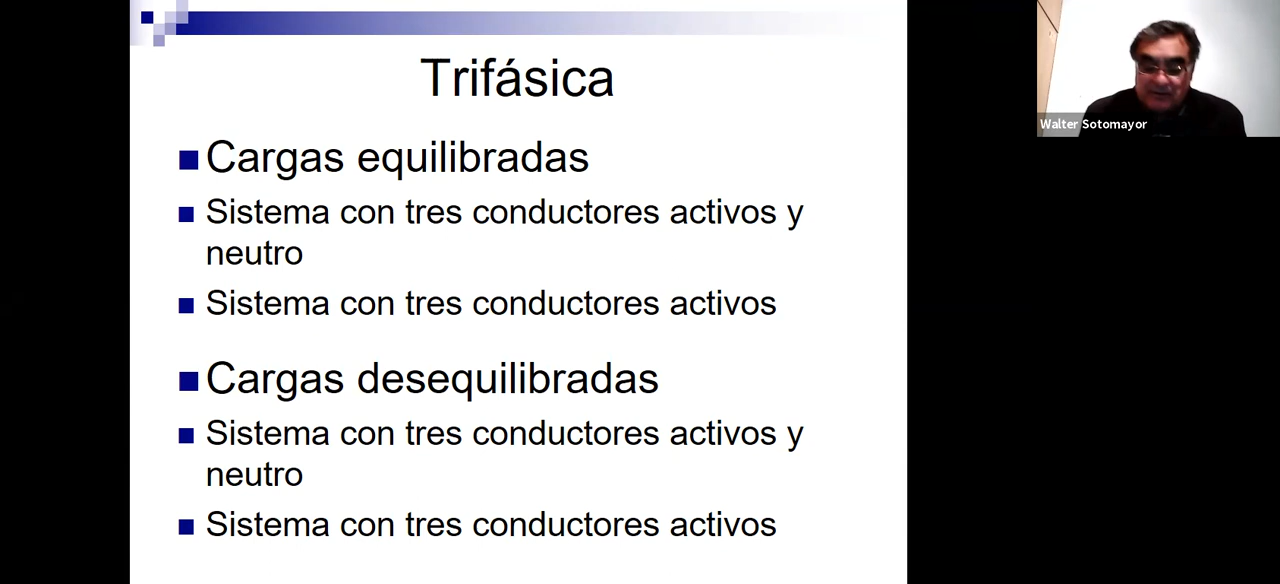 Trifásica
Cargas equilibradas
Sistema con tres conductores activos y
neutro
Sistema con tres conductores activos
Cargas desequilibradas
Sistema con tres conductores activos y
neutro
Sistema con tres conductores activos
Walter Sotomayor